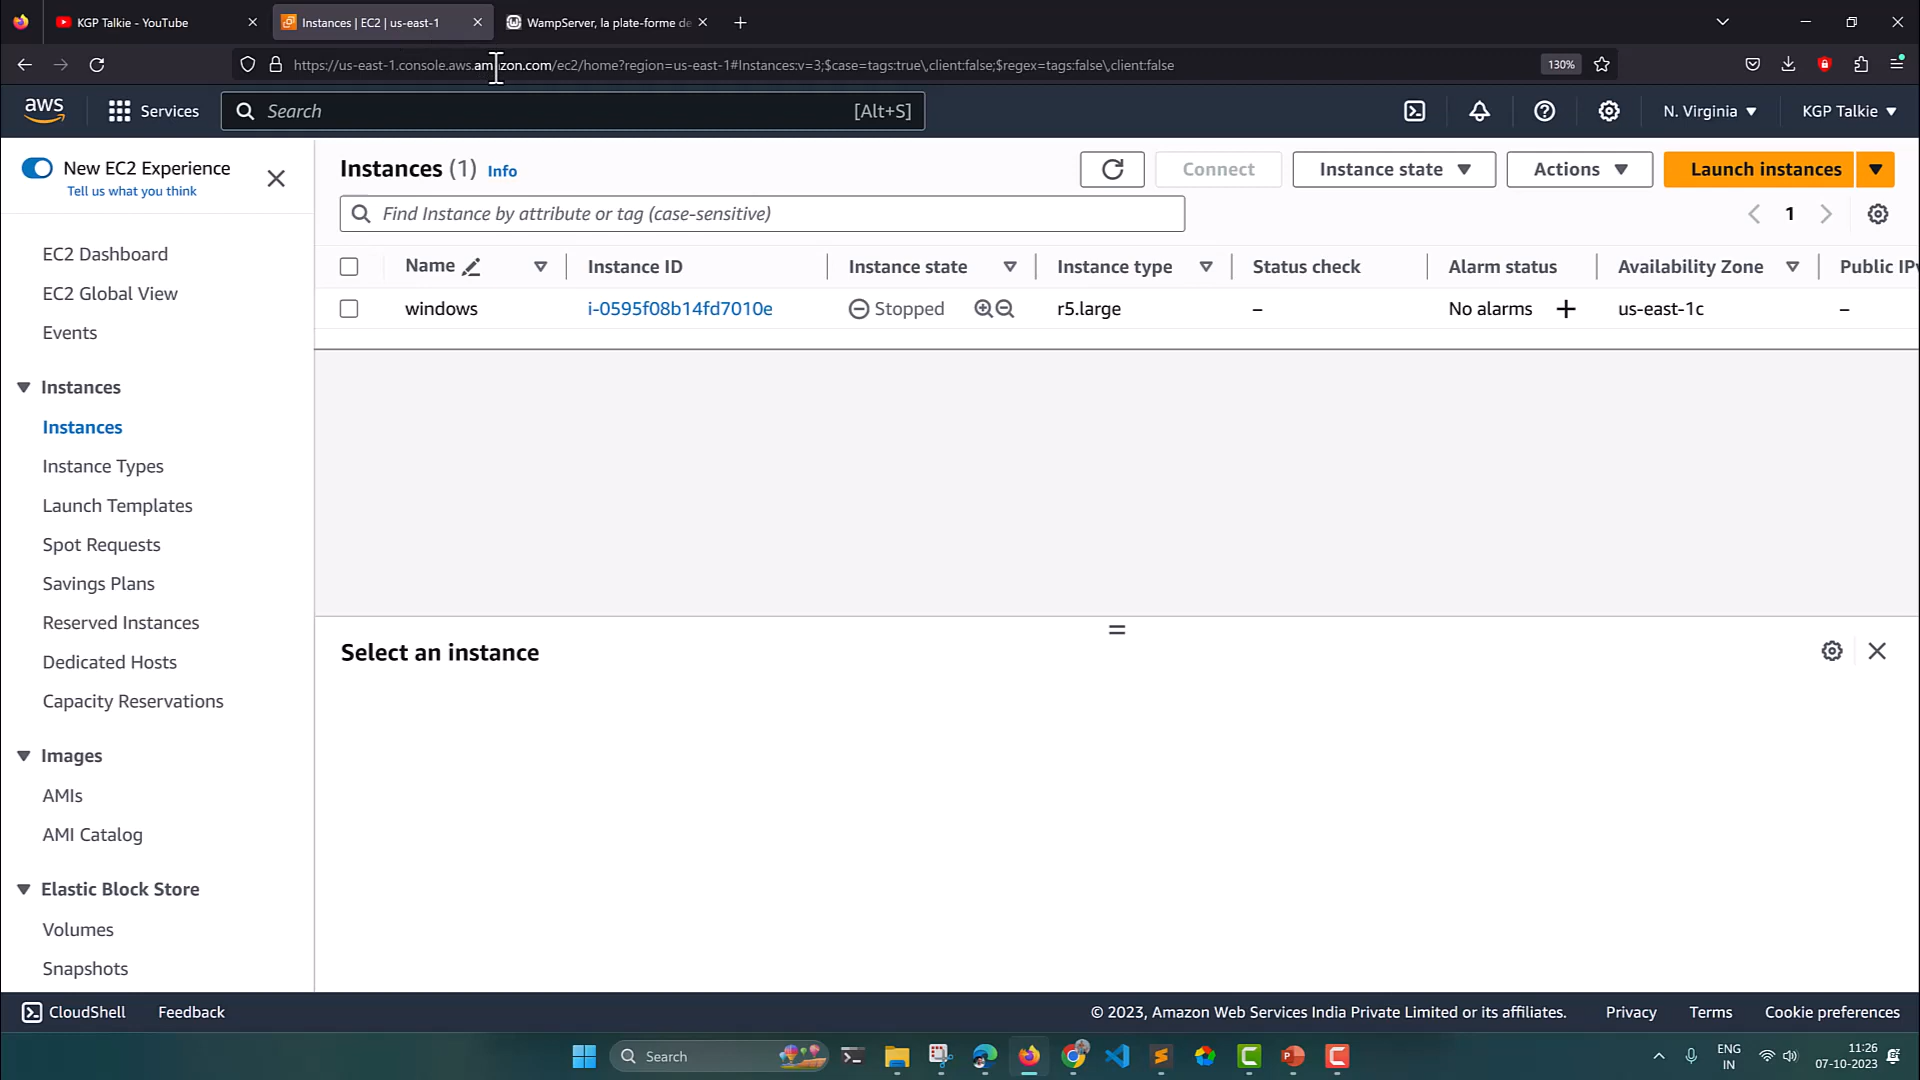 KGP Talkie - YouTube
Instances | EC2 | us-east-1
WampServer, la plate-forme de
https://us-east-1.console.aws.amazon.com/ec2/home?region=us-east-1#Instances:v=3;$case=tags:true\,client:false;$regex=tags:false\,client:false
130%
aws
Services
Search
[Alt+S]
N. Virginia
KGP Talkie
New EC2 Experience
Tell us what you think
Instances (1) Info
Connect
Instance state
Actions
Launch instances
Find Instance by attribute or tag (case-sensitive)
1
Name
Instance ID
Instance state
Instance type
Status check
Alarm status
Availability Zone
Public IPv
windows
i-0595f08b14fd7010e
Stopped
r5.large
–
No alarms
us-east-1c
–
EC2 Dashboard
EC2 Global View
Events
Instances
Instances
Instance Types
Launch Templates
Spot Requests
Savings Plans
Reserved Instances
Dedicated Hosts
Capacity Reservations
Images
AMIs
AMI Catalog
Elastic Block Store
Volumes
Snapshots
Select an instance
CloudShell
Feedback
© 2023, Amazon Web Services India Private Limited or its affiliates.
Privacy
Terms
Cookie preferences
Search
ENG
IN
11:26
07-10-2023